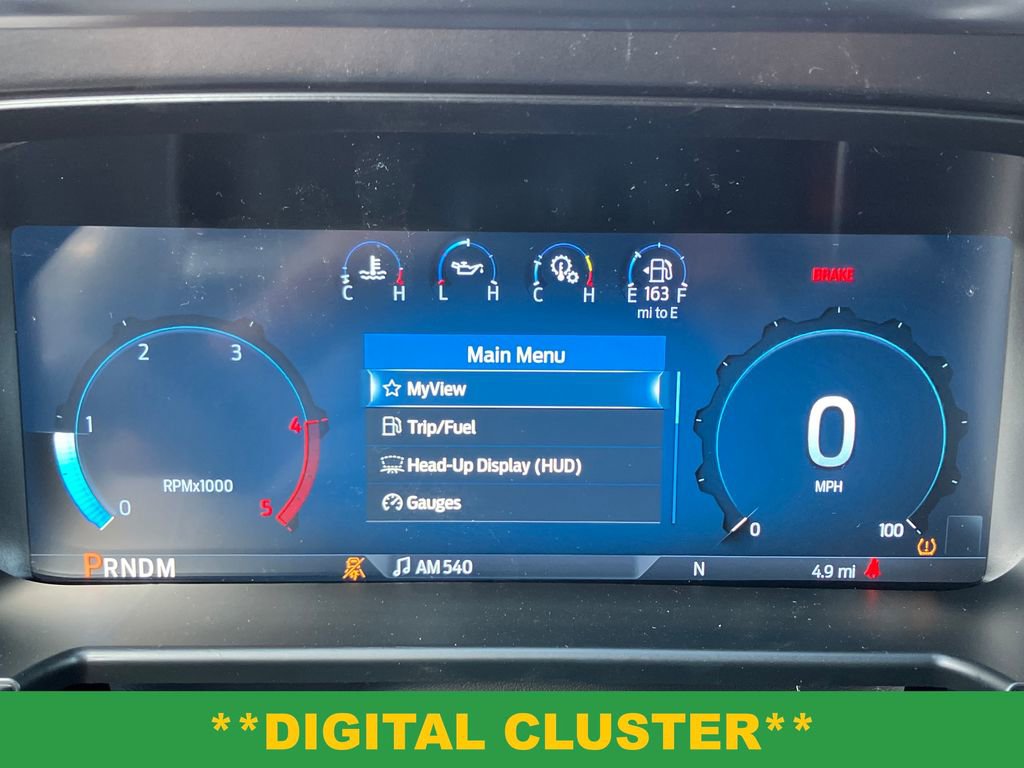 C H L H C H E 163 F
mi to E
BRAKE
Main Menu
MyView
Trip/Fuel
Head-Up Display (HUD)
Gauges
0 1 2 3 4 5
RPMx1000
0
MPH
0 100
PRNDM
AM 540
N
4.9 mi
**DIGITAL CLUSTER**